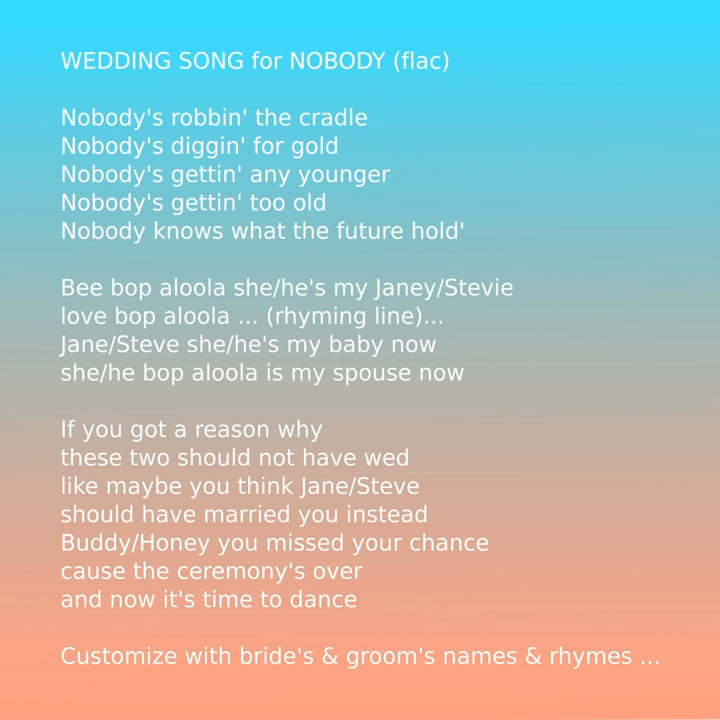 WEDDING SONG for NOBODY (flac)
Nobody's robbin' the cradle
Nobody's diggin' for gold
Nobody's gettin' any younger
Nobody's gettin' too old
Nobody knows what the future hold'
Bee bop aloola she/he's my Janey/Stevie
love bop aloola ... (rhyming line)...
Jane/Steve she/he's my baby now
she/he bop aloola is my spouse now
If you got a reason why
these two should not have wed
like maybe you think Jane/Steve
should have married you instead
Buddy/Honey you missed your chance
cause the ceremony's over
and now it's time to dance
Customize with bride's & groom's names & rhymes ...